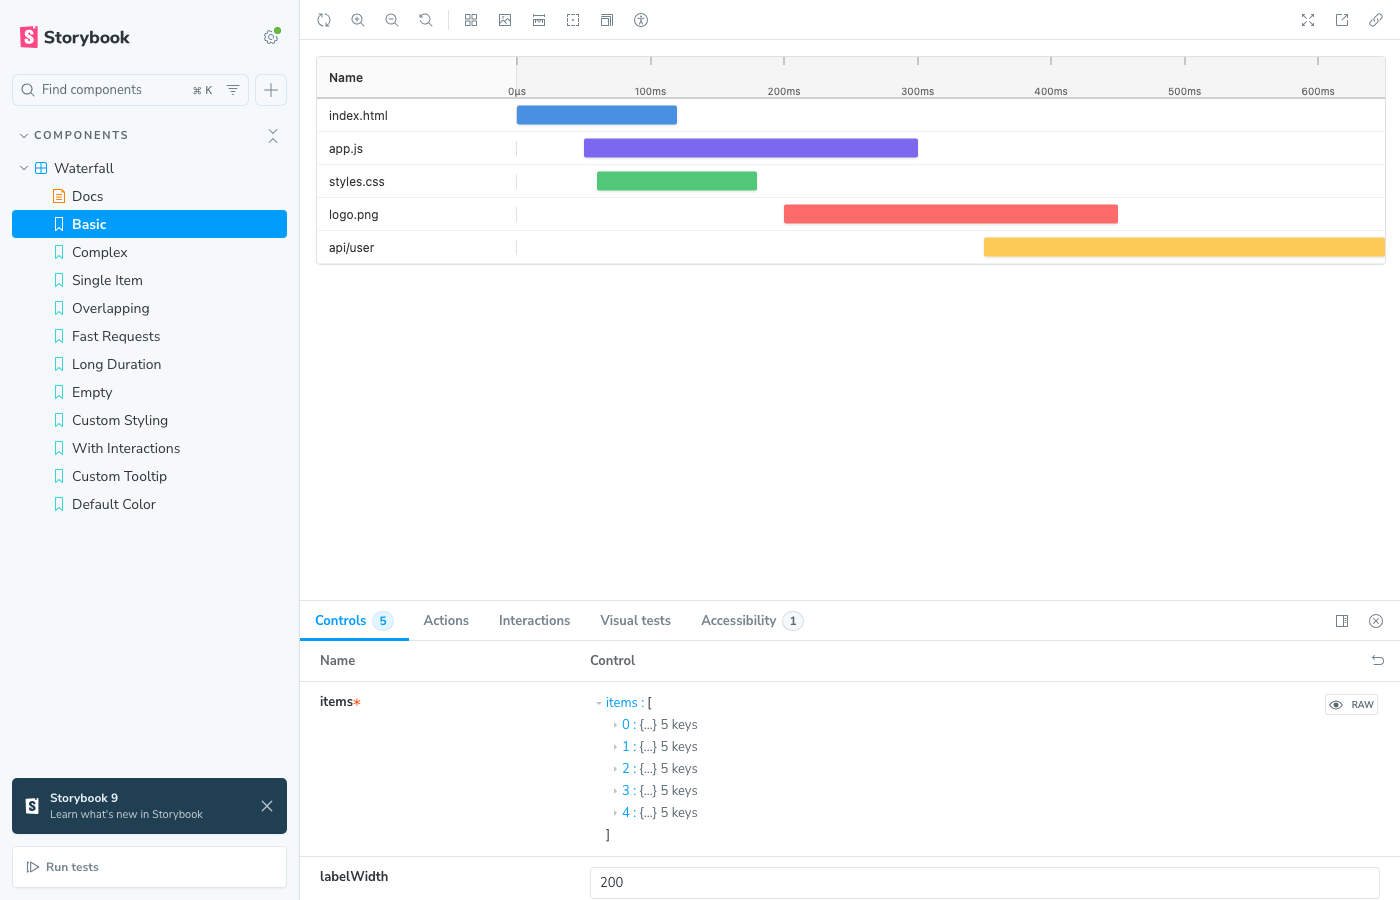 Storybook
Find components ⌘ K
COMPONENTS
Waterfall
Docs
Basic
Complex
Single Item
Overlapping
Fast Requests
Long Duration
Empty
Custom Styling
With Interactions
Custom Tooltip
Default Color
Storybook 9
Learn what's new in Storybook
Run tests
Name
0μs 100ms 200ms 300ms 400ms 500ms 600ms
index.html
app.js
styles.css
logo.png
api/user
Controls 5 Actions Interactions Visual tests Accessibility 1
Name Control
items* items : [ RAW
0 : {...} 5 keys
1 : {...} 5 keys
2 : {...} 5 keys
3 : {...} 5 keys
4 : {...} 5 keys
]
labelWidth 200